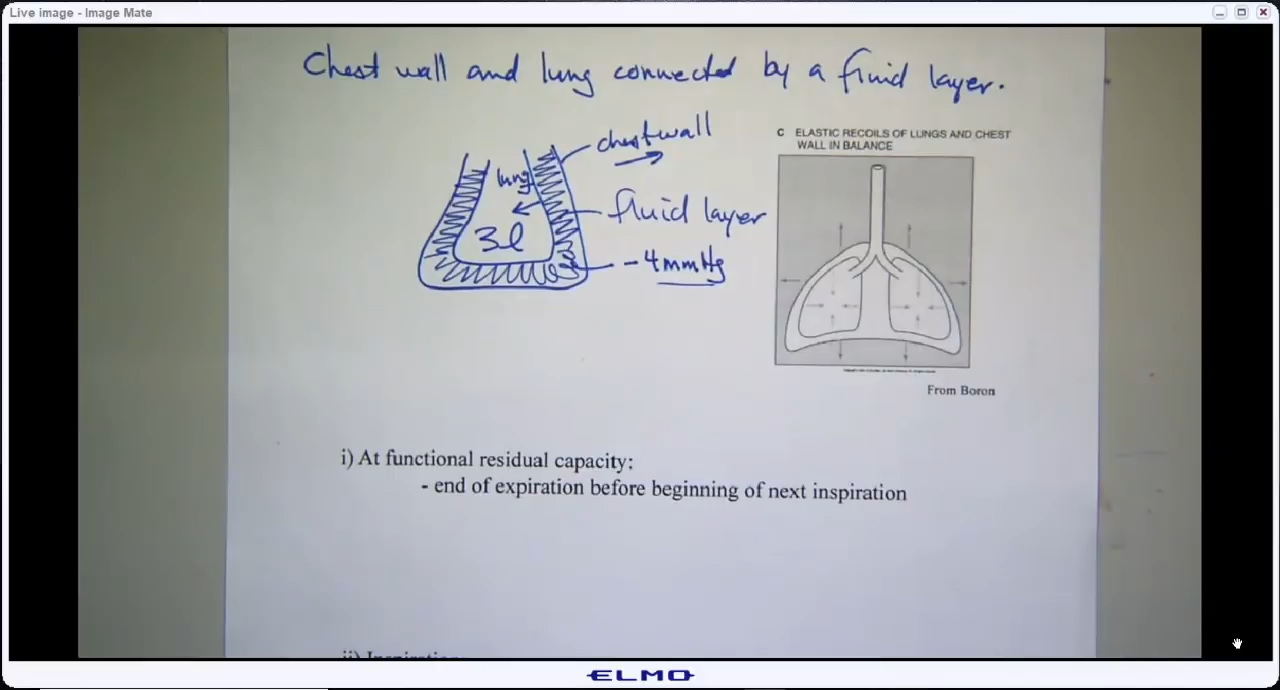 Live image - Image Mate
Chest wall and lung connected by a fluid layer.
chest wall
lung
fluid layer
3l
- 4mmHg
C ELASTIC RECOILS OF LUNGS AND CHEST
WALL IN BALANCE
From Boron
i) At functional residual capacity:
- end of expiration before beginning of next inspiration
ELMO